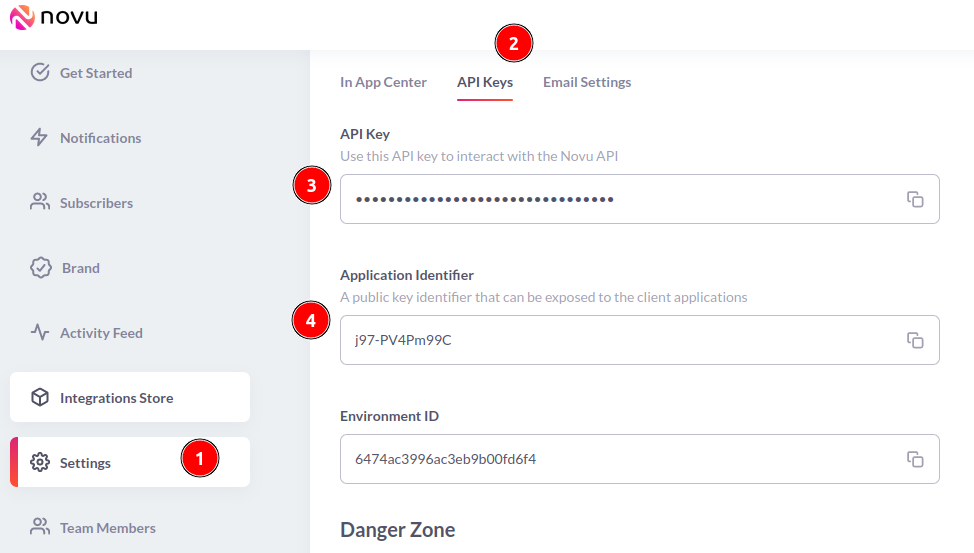 novu
2
Get Started
In App Center
API Keys
Email Settings
Notifications
API Key
Use this API key to interact with the Novu API
3
••••••••••••••••••••••••••••••••
Subscribers
Brand
Application Identifier
A public key identifier that can be exposed to the client applications
4
j97-PV4Pm99C
Activity Feed
Integrations Store
Environment ID
6474ac3996ac3eb9b00fd6f4
Settings
1
Team Members
Danger Zone